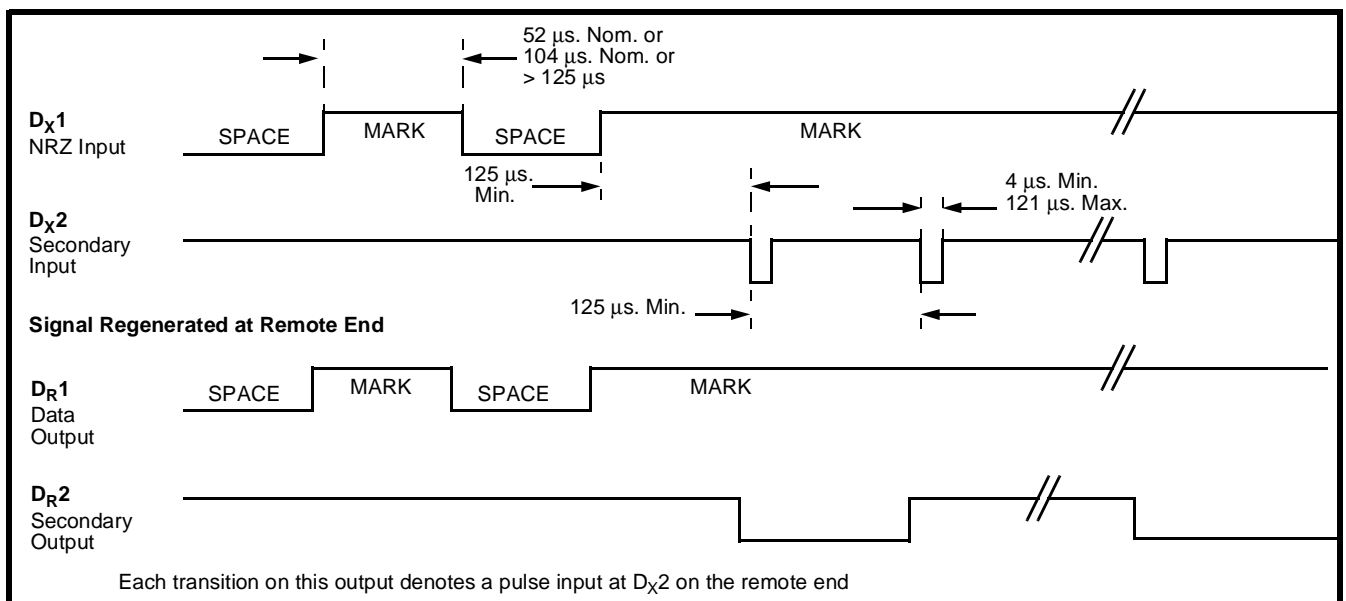 52 μs. Nom. or
104 μs. Nom. or
> 125 μs
DX1
NRZ Input
SPACE MARK SPACE MARK
125 μs.
Min.
4 μs. Min.
121 μs. Max.
DX2
Secondary
Input
125 μs. Min.
Signal Regenerated at Remote End
DR1
Data
Output
SPACE MARK SPACE MARK
DR2
Secondary
Output
Each transition on this output denotes a pulse input at DX2 on the remote end